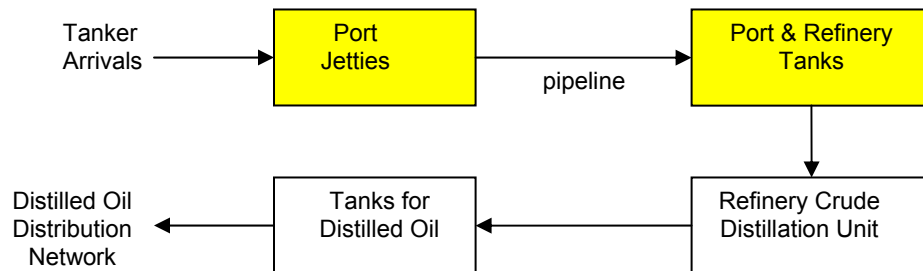 Tanker
Arrivals
Port
Jetties
pipeline
Port & Refinery
Tanks
Refinery Crude
Distillation Unit
Tanks for
Distilled Oil
Distilled Oil
Distribution
Network